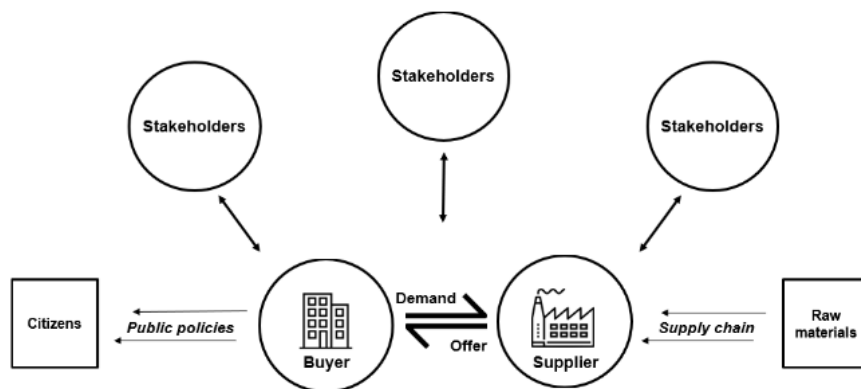 Stakeholders
Stakeholders
Stakeholders
Citizens
Public policies
Buyer
Demand
Offer
Supplier
Supply chain
Raw
materials